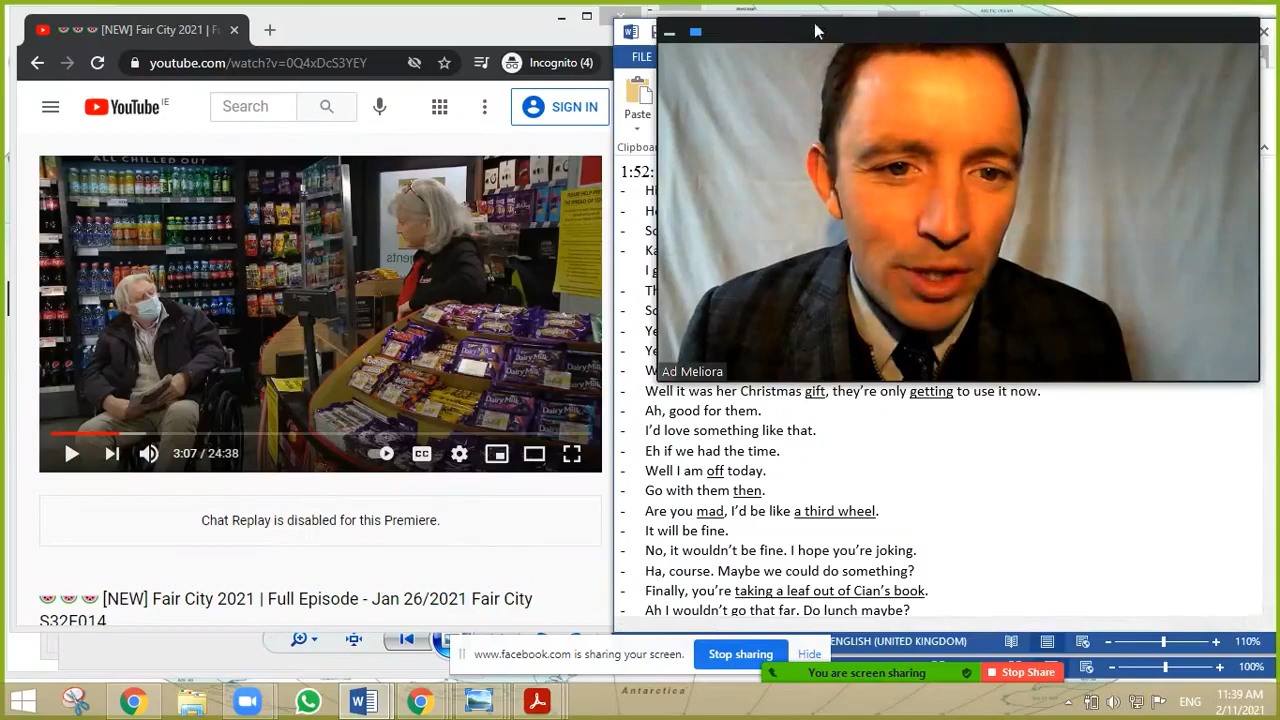 [NEW] Fair City 2021 | F
youtube.com/watch?v=0Q4xDcS3YEY
Incognito (4)
YouTube IE
Search
SIGN IN
ALL CHILLED OUT
3:07 / 24:38
Chat Replay is disabled for this Premiere.
[NEW] Fair City 2021 | Full Episode - Jan 26/2021 Fair City
S32E014
FILE
Paste
Clipboard
1:52:
Ad Meliora
- Well it was her Christmas gift, they’re only getting to use it now.
- Ah, good for them.
- I’d love something like that.
- Eh if we had the time.
- Well I am off today.
- Go with them then.
- Are you mad, I’d be like a third wheel.
- It will be fine.
- No, it wouldn’t be fine. I hope you’re joking.
- Ha, course. Maybe we could do something?
- Finally, you’re taking a leaf out of Cian’s book.
- Ah I wouldn’t go that far. Do lunch maybe?
www.facebook.com is sharing your screen.
Stop sharing
Hide
ENGLISH (UNITED KINGDOM)
110%
You are screen sharing
Stop Share
100%
Antarctica
ENG
11:39 AM
2/11/2021